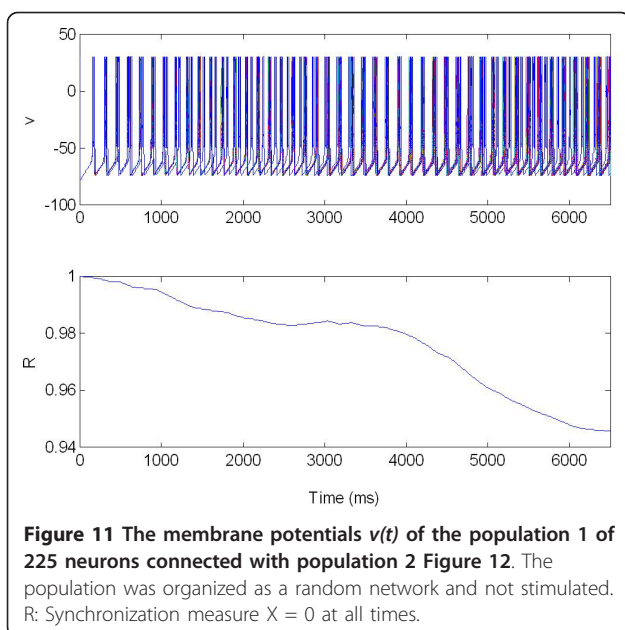 50
0
-50
-100
v
0 1000 2000 3000 4000 5000 6000
1
0.98
0.96
0.94
R
0 1000 2000 3000 4000 5000 6000
Time (ms)
Figure 11 The membrane potentials v(t) of the population 1 of
225 neurons connected with population 2 Figure 12. The
population was organized as a random network and not stimulated.
R: Synchronization measure X = 0 at all times.